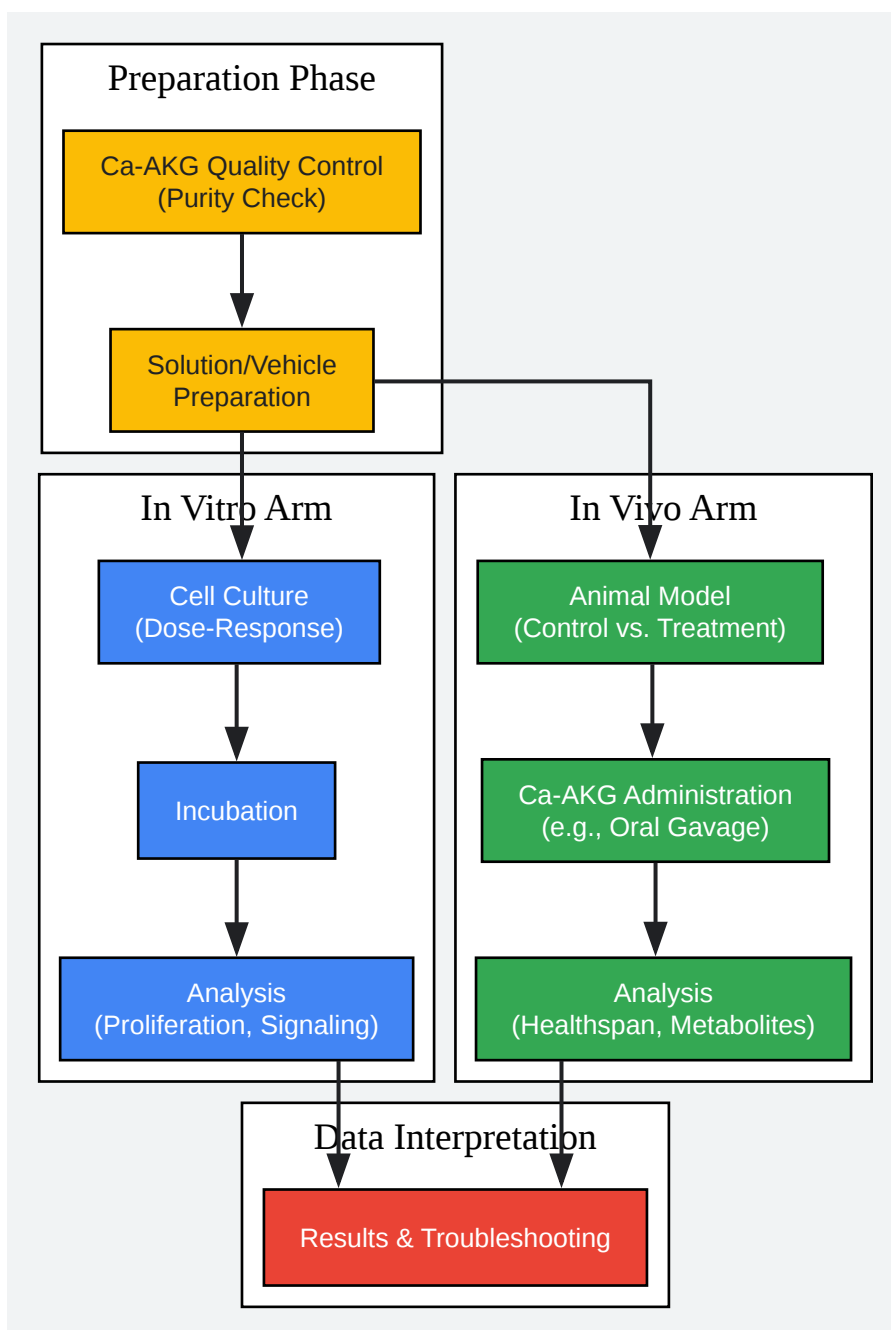 Preparation Phase
Ca-AKG Quality Control
(Purity Check)
Solution/Vehicle
Preparation
In Vitro Arm
Cell Culture
(Dose-Response)
Incubation
Analysis
(Proliferation, Signaling)
In Vivo Arm
Animal Model
(Control vs. Treatment)
Ca-AKG Administration
(e.g., Oral Gavage)
Analysis
(Healthspan, Metabolites)
Data Interpretation
Results & Troubleshooting